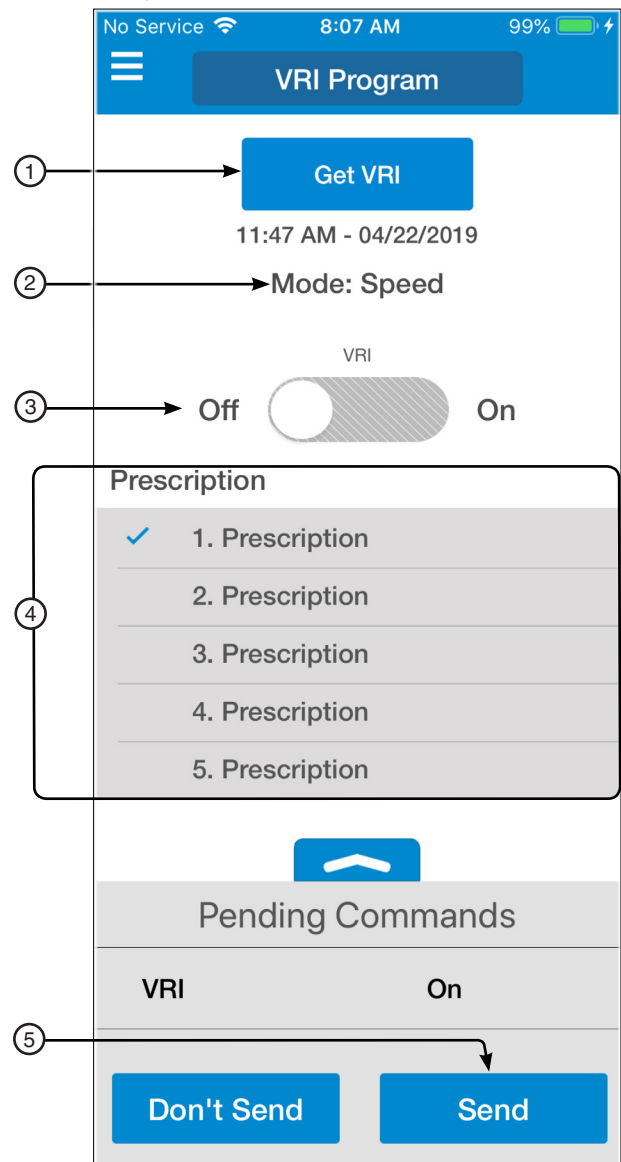 No Service 8:07 AM 99%
VRI Program
1 Get VRI
11:47 AM - 04/22/2019
2 Mode: Speed
VRI
3 Off On
Prescription
1. Prescription
2. Prescription
4
3. Prescription
4. Prescription
5. Prescription
Pending Commands
VRI On
5
Don't Send Send